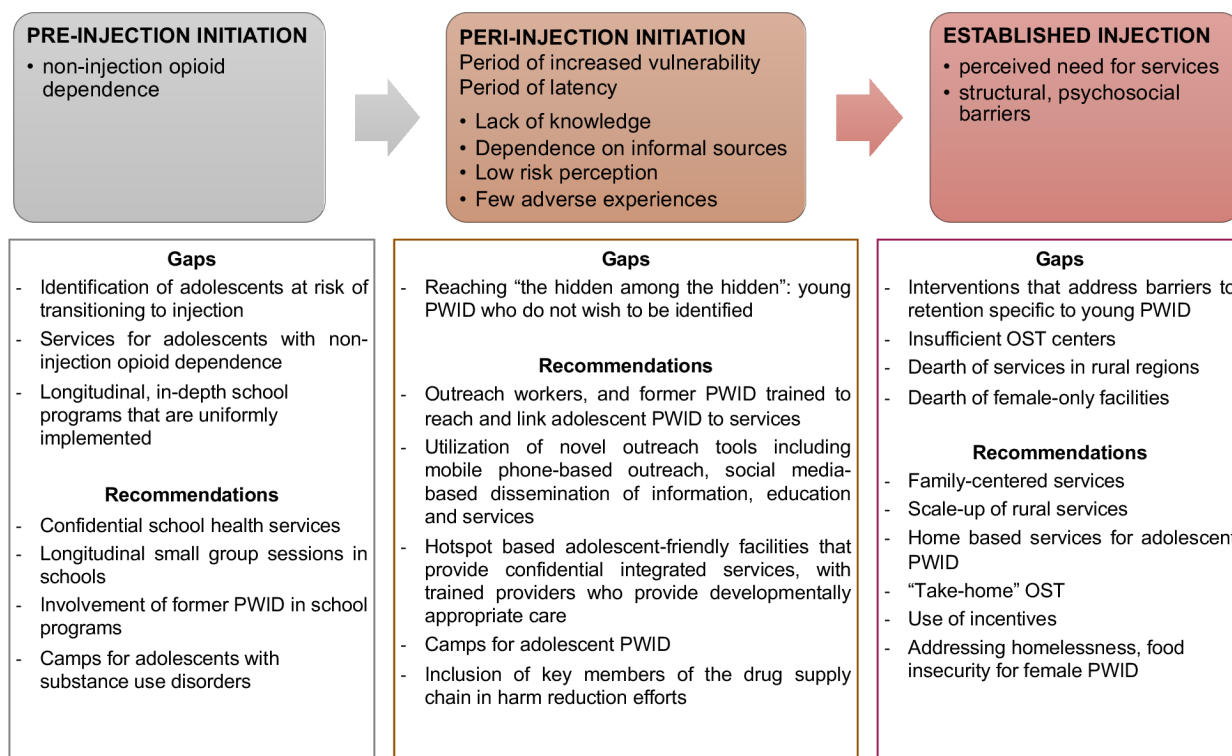 PRE-INJECTION INITIATION
• non-injection opioid
dependence
PERI-INJECTION INITIATION
Period of increased vulnerability
Period of latency
• Lack of knowledge
• Dependence on informal sources
• Low risk perception
• Few adverse experiences
ESTABLISHED INJECTION
• perceived need for services
• structural, psychosocial
barriers
Gaps
- Identification of adolescents at risk of
transitioning to injection
- Services for adolescents with non-
injection opioid dependence
- Longitudinal, in-depth school
programs that are uniformly
implemented
Recommendations
- Confidential school health services
- Longitudinal small group sessions in
schools
- Involvement of former PWID in school
programs
- Camps for adolescents with
substance use disorders
Gaps
- Reaching “the hidden among the hidden”: young
PWID who do not wish to be identified
Recommendations
- Outreach workers, and former PWID trained to
reach and link adolescent PWID to services
- Utilization of novel outreach tools including
mobile phone-based outreach, social media-
based dissemination of information, education
and services
- Hotspot based adolescent-friendly facilities that
provide confidential integrated services, with
trained providers who provide developmentally
appropriate care
- Camps for adolescent PWID
- Inclusion of key members of the drug supply
chain in harm reduction efforts
Gaps
- Interventions that address barriers to
retention specific to young PWID
- Insufficient OST centers
- Dearth of services in rural regions
- Dearth of female-only facilities
Recommendations
- Family-centered services
- Scale-up of rural services
- Home based services for adolescent
PWID
- “Take-home” OST
- Use of incentives
- Addressing homelessness, food
insecurity for female PWID